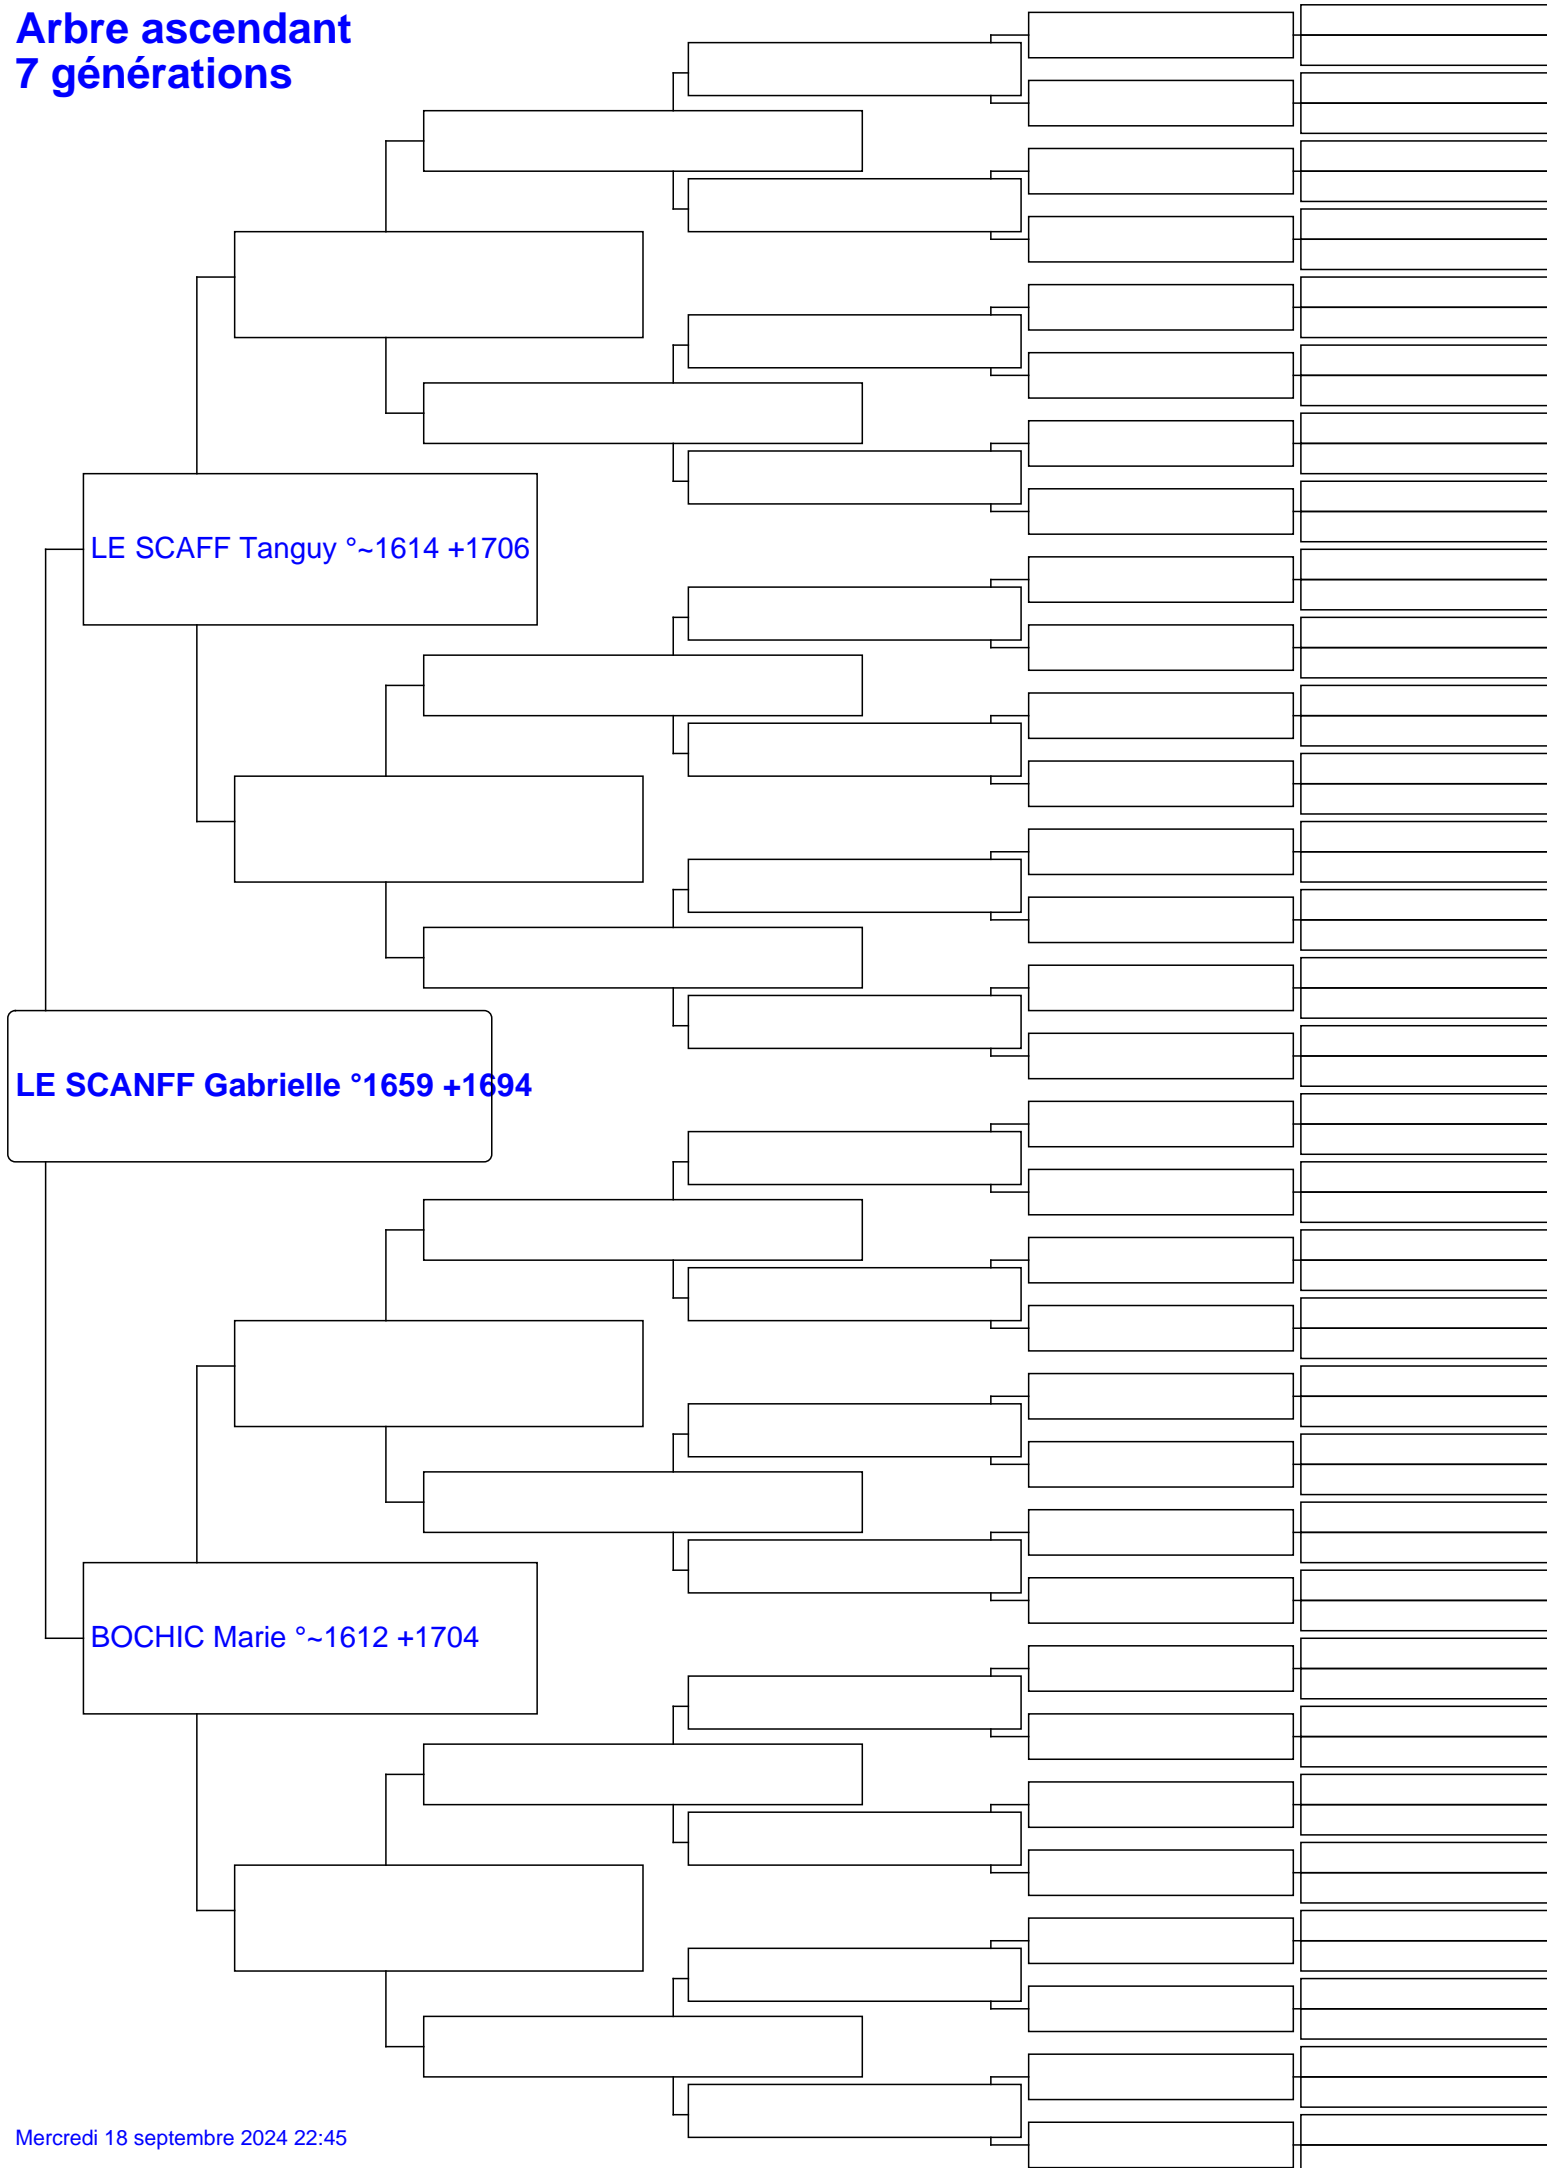 Arbre ascendant
7 générations
LE SCAFF Tanguy °~1614 +1706
LE SCANFF Gabrielle °1659 +1694
BOCHIC Marie °~1612 +1704
Mercredi 18 septembre 2024 22:45